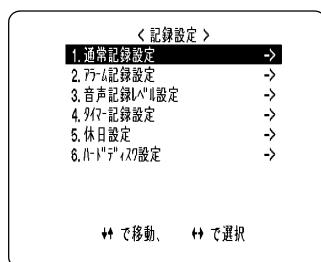 < 記録設定 >
1. 通常記録設定 ->
2. ｱﾗｰﾑ記録設定 ->
3. 音声記録ﾚﾍﾞﾙ設定 ->
4. ﾀｲﾏｰ記録設定 ->
5. 休日設定 ->
6. ﾊｰﾄﾞﾃﾞｨｽｸ設定 ->
↓↑ で移動、 ←→ で選択